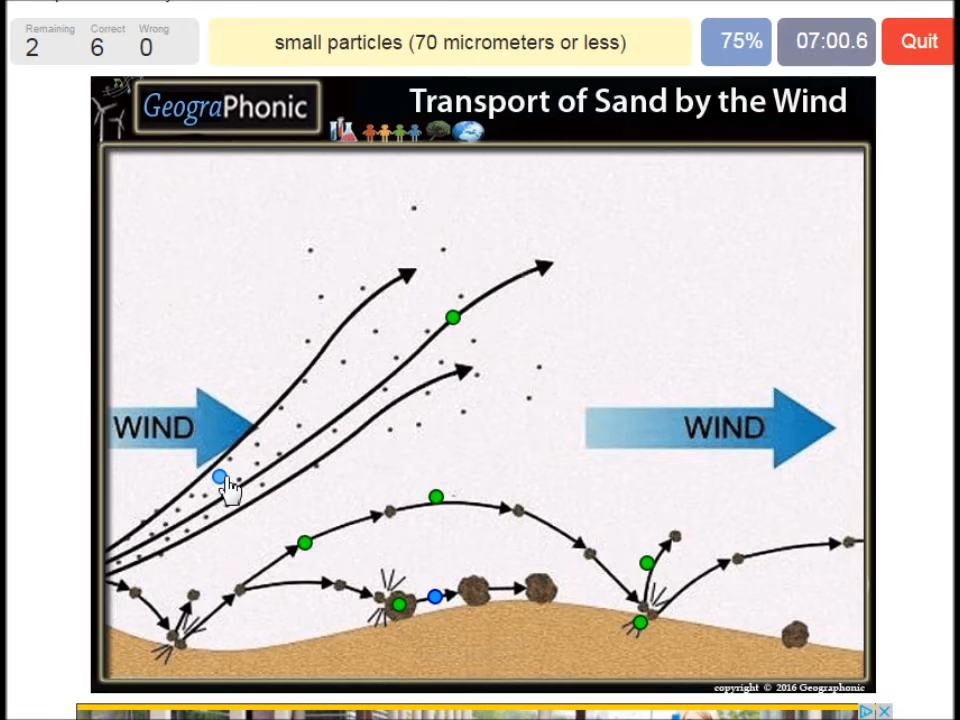 Remaining Correct Wrong
2 6 0
small particles (70 micrometers or less)
75%
07:00.6
Quit
GeograPhonic
Transport of Sand by the Wind
WIND
WIND
copyright © 2016 Geographonic